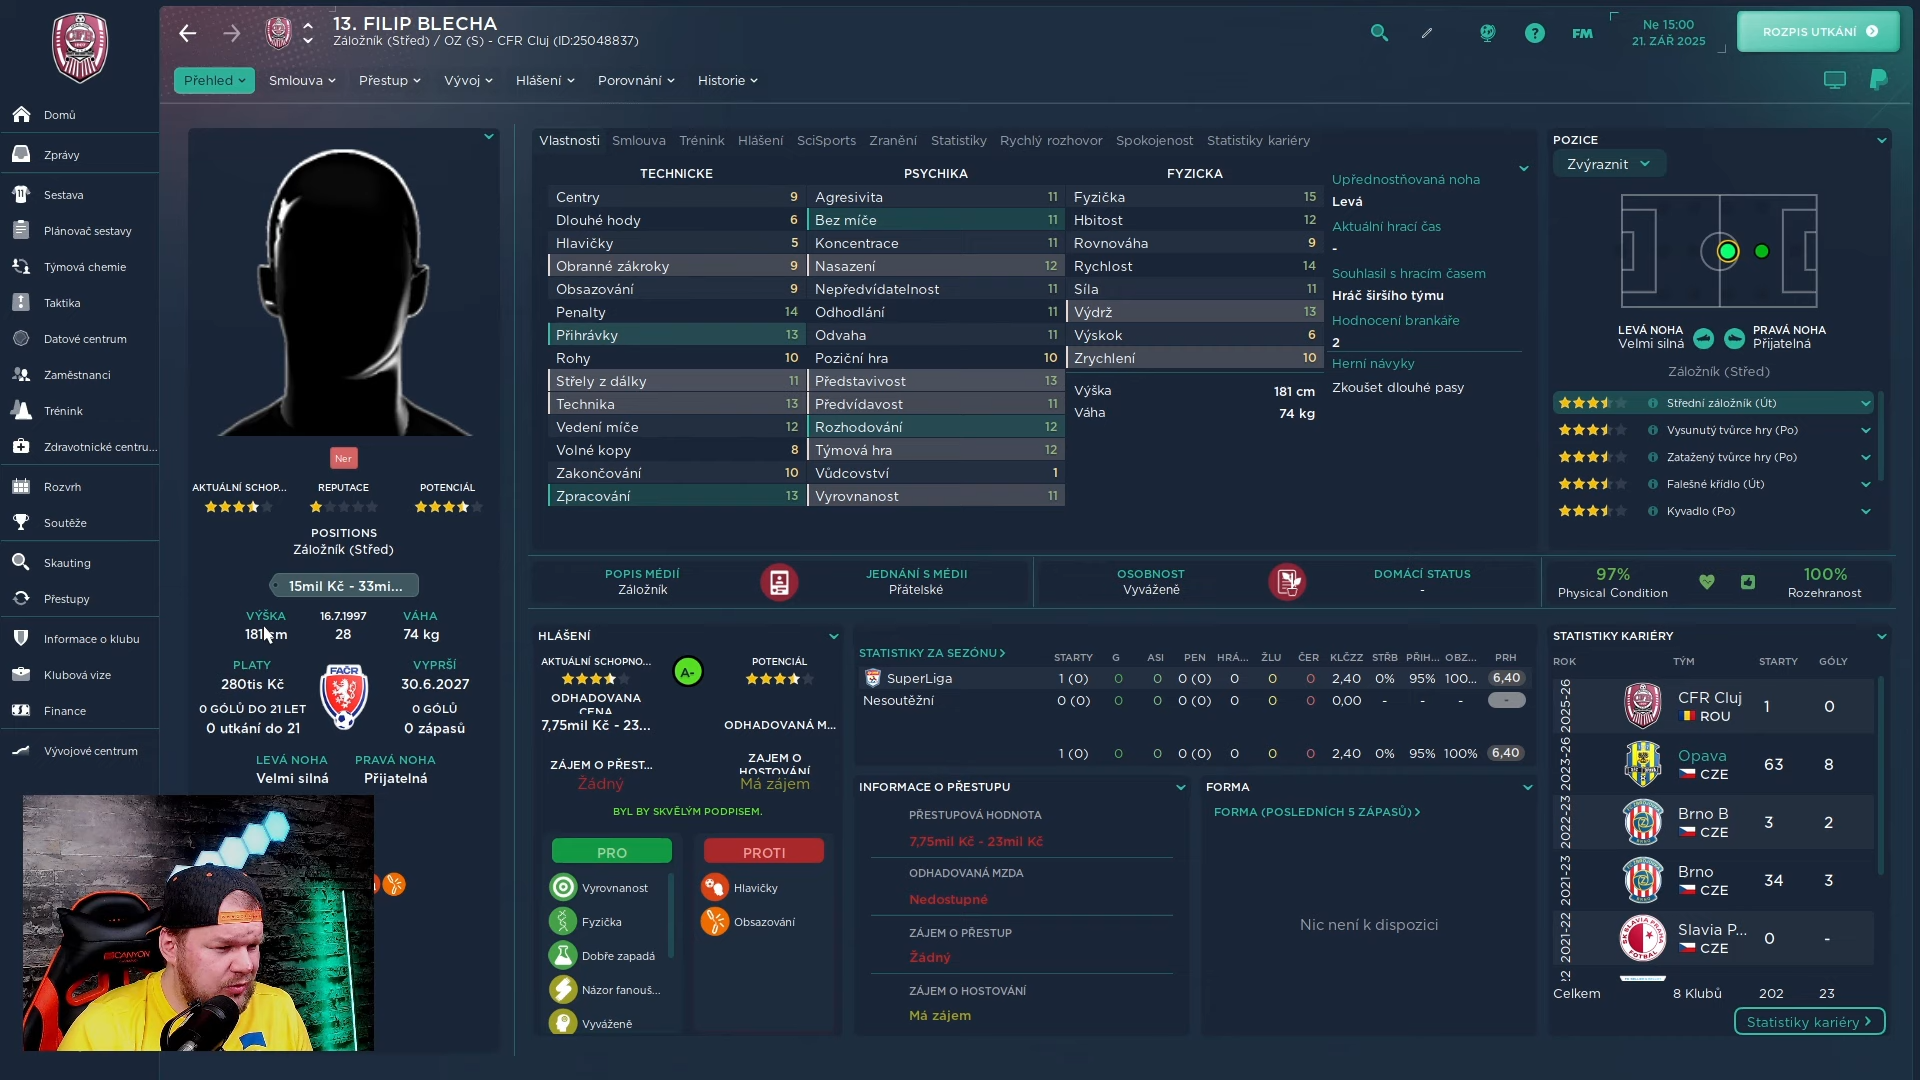 13. FILIP BLECHA
Záložník (Střed) / OZ (S) - CFR Cluj (ID:25048837)
FM
Ne 15:00
21. ZÁŘ 2025
ROZPIS UTKÁNÍ
Přehled
Smlouva
Přestup
Vývoj
Hlášení
Porovnání
Historie
Domů
Zprávy
Sestava
Plánovač sestavy
Týmová chemie
Taktika
Datové centrum
Zaměstnanci
Trénink
Zdravotnické centru...
Rozvrh
Soutěže
Skauting
Přestupy
Informace o klubu
Klubová vize
Finance
Vývojové centrum
Ner
AKTUÁLNÍ SCHOP... REPUTACE POTENCIÁL
POSITIONS
Záložník (Střed)
15mil Kč - 33mi...
VÝŠKA 16.7.1997 VÁHA
181 cm 28 74 kg
PLATY VYPRŠÍ
280tis Kč 30.6.2027
FAČR
0 GÓLŮ DO 21 LET 0 GÓLŮ
0 utkání do 21 0 zápasů
LEVÁ NOHA PRAVÁ NOHA
Velmi silná Přijatelná
CANYON
Vlastnosti Smlouva Trénink Hlášení SciSports Zranění Statistiky Rychlý rozhovor Spokojenost Statistiky kariéry
TECHNICKE PSYCHIKA FYZICKA
Centry 9 Agresivita 11 Fyzička 15
Dlouhé hody 6 Bez míče 11 Hbitost 12
Hlavičky 5 Koncentrace 11 Rovnováha 9
Obranné zákroky 9 Nasazení 12 Rychlost 14
Obsazování 9 Nepředvídatelnost 11 Síla 11
Penalty 14 Odhodlání 11 Výdrž 13
Přihrávky 13 Odvaha 11 Výskok 6
Rohy 10 Poziční hra 10 Zrychlení 10
Střely z dálky 11 Představivost 13
Technika 13 Předvídavost 11
Vedení míče 12 Rozhodování 12
Volné kopy 8 Týmová hra 12
Zakončování 10 Vůdcovství 1
Zpracování 13 Vyrovnanost 11
Výška 181 cm
Váha 74 kg
Upřednostňovaná noha
Levá
Aktuální hrací čas
-
Souhlasil s hracím časem
Hráč širšího týmu
Hodnocení brankáře
2
Herní návyky
Zkoušet dlouhé pasy
POZICE
Zvýraznit
LEVÁ NOHA PRAVÁ NOHA
Velmi silná Přijatelná
Záložník (Střed)
Střední záložník (Út)
Vysunutý tvůrce hry (Po)
Zatažený tvůrce hry (Po)
Falešné křídlo (Út)
Kyvadlo (Po)
POPIS MÉDIÍ
Záložník
JEDNÁNÍ S MÉDII
Přátelské
OSOBNOST
Vyváženě
DOMÁCÍ STATUS
-
97%
Physical Condition
100%
Rozehranost
HLÁŠENÍ
AKTUÁLNÍ SCHOPNO... A- POTENCIÁL
ODHADOVANA CENA
7,75mil Kč - 23...
ODHADOVANÁ M...
ZÁJEM O PŘEST...
Žádný
ZAJEM O HOSTOVÁNÍ
Má zájem
BYL BY SKVĚLÝM PODPISEM.
PRO PROTI
Vyrovnanost Hlavičky
Fyzička Obsazování
Dobře zapadá
Názor fanouš...
Vyváženě
STATISTIKY ZA SEZÓNU STARTY G ASI PEN HRÁ... ŽLU ČER KLČZZ STŘB PŘIH... OBZ... PRH
SuperLiga 1 (0) 0 0 0 (0) 0 0 0 2,40 0% 95% 100... 6,40
Nesoutěžní 0 (0) 0 0 0 (0) 0 0 0 0,00 - - - -
1 (0) 0 0 0 (0) 0 0 0 2,40 0% 95% 100% 6,40
INFORMACE O PŘESTUPU
PŘESTUPOVÁ HODNOTA
7,75mil Kč - 23mil Kč
ODHADOVANÁ MZDA
Nedostupné
ZÁJEM O PŘESTUP
Žádný
ZÁJEM O HOSTOVÁNÍ
Má zájem
FORMA
FORMA (POSLEDNÍCH 5 ZÁPASŮ)
Nic není k dispozici
STATISTIKY KARIÉRY
ROK TÝM STARTY GÓLY
2025-26 CFR Cluj ROU 1 0
2023-26 Opava CZE 63 8
2022-23 Brno B CZE 3 2
2021-23 Brno CZE 34 3
2021-22 Slavia P... CZE 0 -
22
Celkem 8 Klubů 202 23
Statistiky kariéry